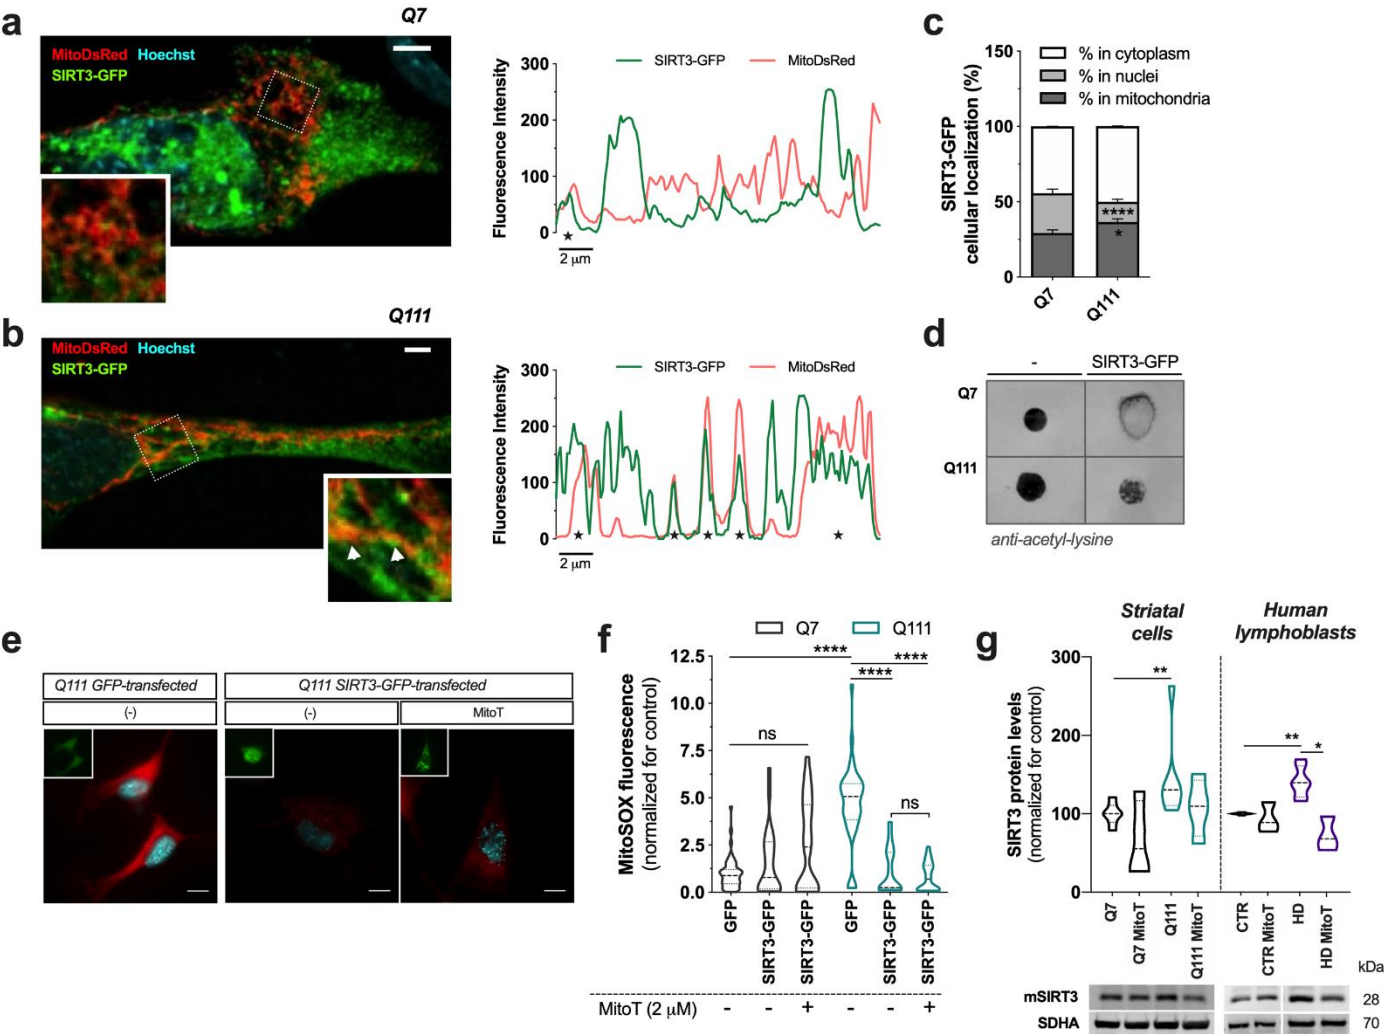 a
Q7
MitoDsRed Hoechst
SIRT3-GFP
SIRT3-GFP MitoDsRed
Fluorescence Intensity
300
200
100
0
★
2 μm
b
Q111
MitoDsRed Hoechst
SIRT3-GFP
SIRT3-GFP MitoDsRed
Fluorescence Intensity
300
200
100
0
★ ★ ★ ★ ★
2 μm
c
SIRT3-GFP
cellular localization (%)
150
100
50
0
% in cytoplasm
% in nuclei
% in mitochondria
****
*
Q7
Q111
d
- SIRT3-GFP
Q7
Q111
anti-acetyl-lysine
e
Q111 GFP-transfected Q111 SIRT3-GFP-transfected
(-) (-) MitoT
f
Q7 Q111
MitoSOX fluorescence
(normalized for control)
12.5
10.0
7.5
5.0
2.5
0.0
**** ****
****
ns
ns
GFP SIRT3-GFP SIRT3-GFP GFP SIRT3-GFP SIRT3-GFP
MitoT (2 μM) - - + - - +
g
Striatal
cells
Human
lymphoblasts
SIRT3 protein levels
(normalized for control)
300
200
100
0
**
** *
Q7 Q7 MitoT Q111 Q111 MitoT CTR CTR MitoT HD HD MitoT
kDa
mSIRT3 28
SDHA 70